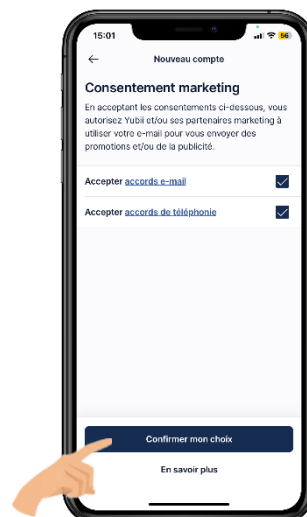 15:01
56
Nouveau compte
Consentement marketing
En acceptant les consentements ci-dessous, vous
autorisez Yubii et/ou ses partenaires marketing à
utiliser votre e-mail pour vous envoyer des
promotions et/ou de la publicité.
Accepter accords e-mail
Accepter accords de téléphonie
Confirmer mon choix
En savoir plus